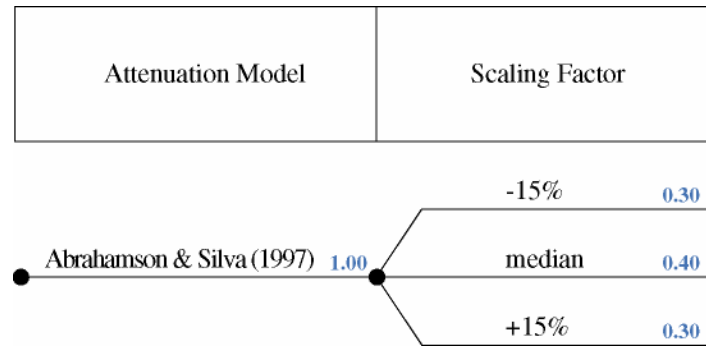 Attenuation Model
Scaling Factor
-15% 0.30
Abrahamson & Silva (1997) 1.00
median 0.40
+15% 0.30